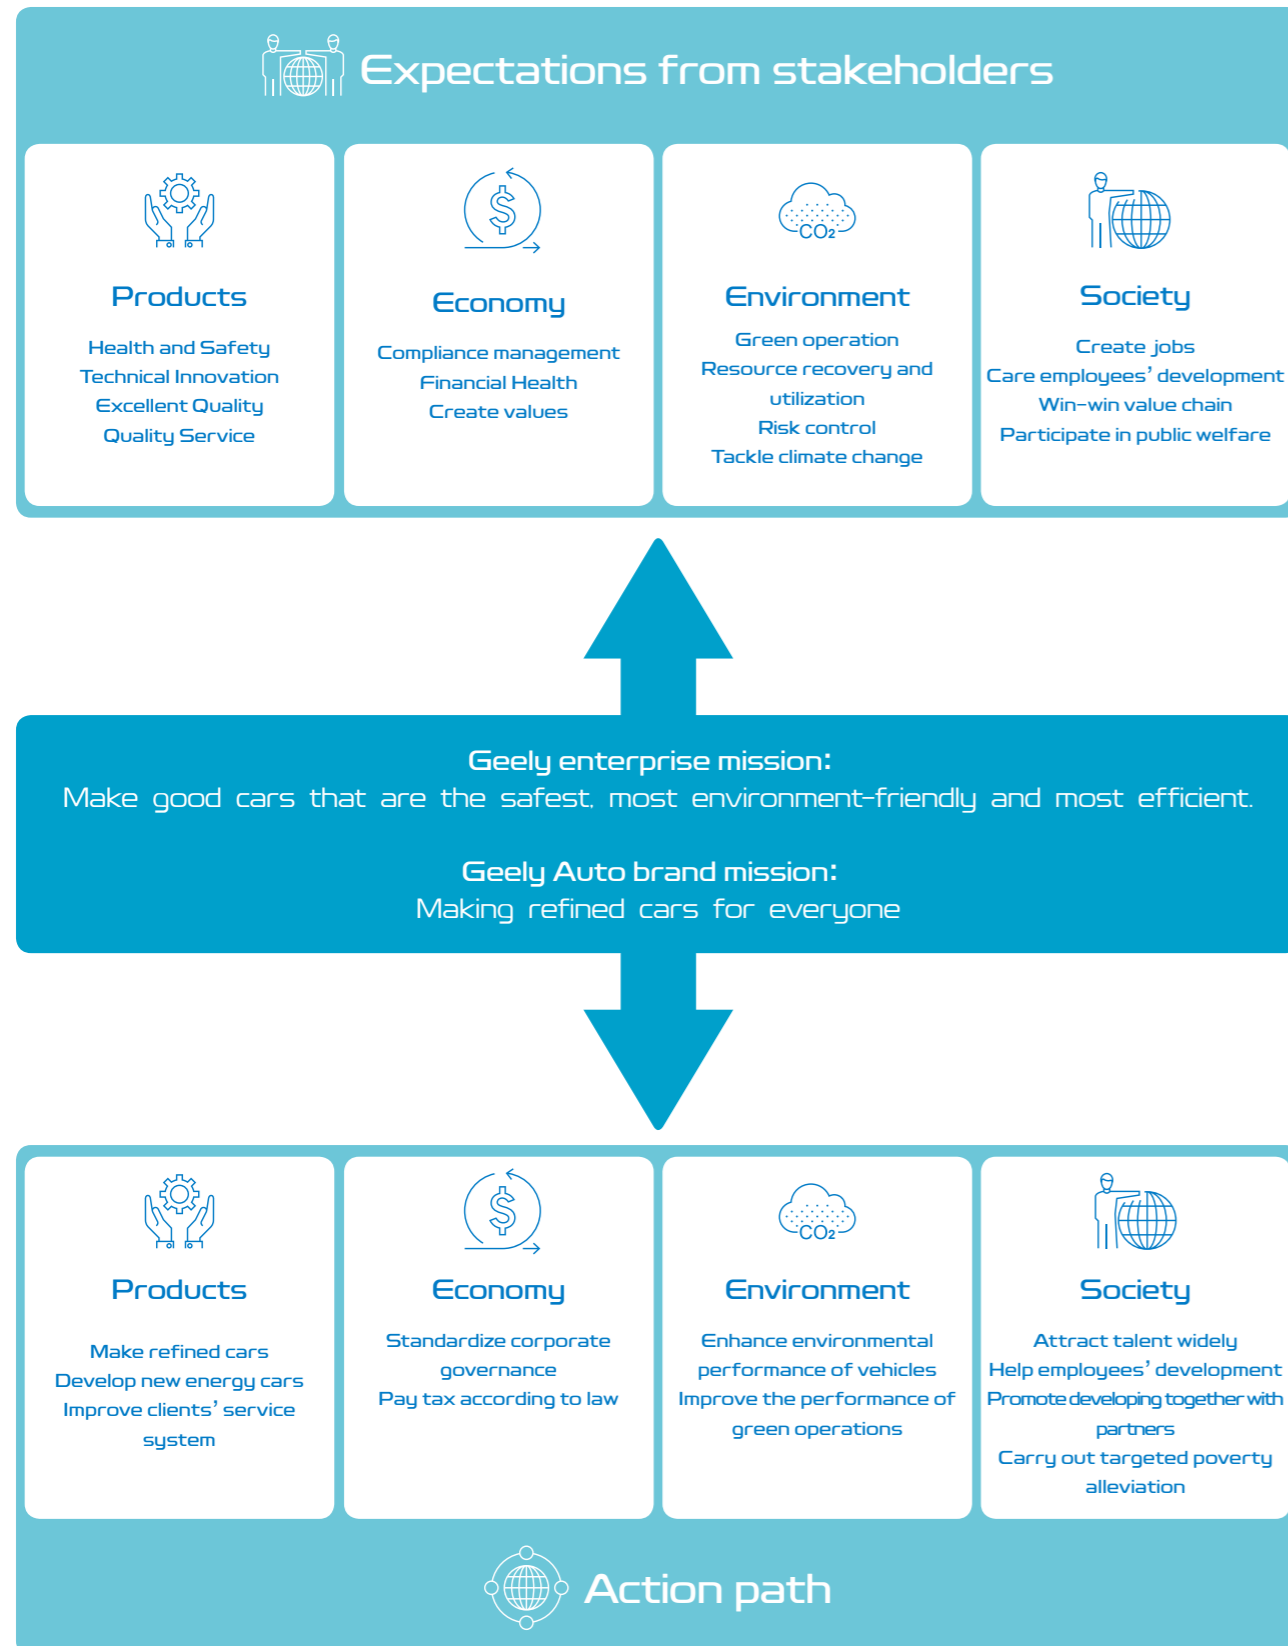 Expectations from stakeholders
Products
Health and Safety
Technical Innovation
Excellent Quality
Quality Service
Economy
Compliance management
Financial Health
Create values
CO2
Environment
Green operation
Resource recovery and
utilization
Risk control
Tackle climate change
Society
Create jobs
Care employees’ development
Win-win value chain
Participate in public welfare
Geely enterprise mission:
Make good cars that are the safest, most environment-friendly and most efficient.
Geely Auto brand mission:
Making refined cars for everyone
Products
Make refined cars
Develop new energy cars
Improve clients’ service
system
Economy
Standardize corporate
governance
Pay tax according to law
CO2
Environment
Enhance environmental
performance of vehicles
Improve the performance of
green operations
Society
Attract talent widely
Help employees’ development
Promote developing together with
partners
Carry out targeted poverty
alleviation
Action path